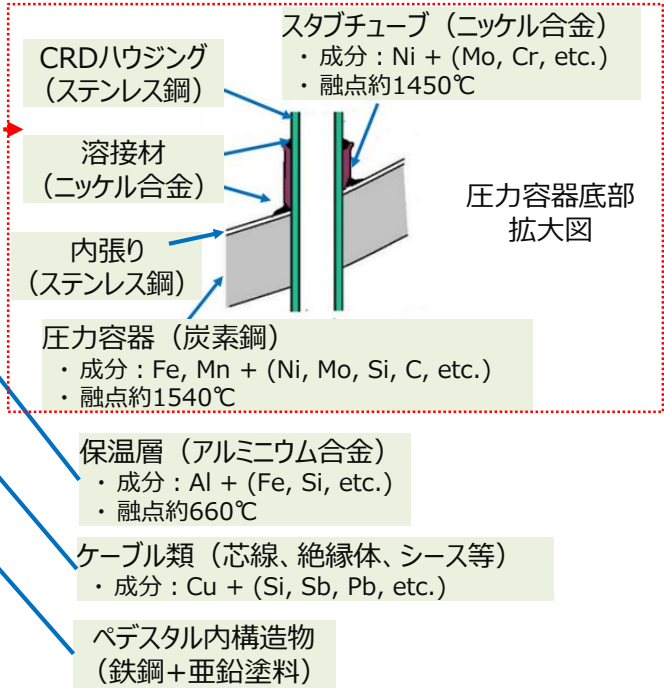 スタブチューブ（ニッケル合金）
・成分：Ni + (Mo, Cr, etc.)
・融点約1450℃
CRDハウジング
（ステンレス鋼）
溶接材
（ニッケル合金）
圧力容器底部
拡大図
内張り
（ステンレス鋼）
圧力容器（炭素鋼）
・成分：Fe, Mn + (Ni, Mo, Si, C, etc.)
・融点約1540℃
保温層（アルミニウム合金）
・成分：Al + (Fe, Si, etc.)
・融点約660℃
ケーブル類（芯線、絶縁体、シース等）
・成分：Cu + (Si, Sb, Pb, etc.)
ペデスタル内構造物
（鉄鋼＋亜鉛塗料）